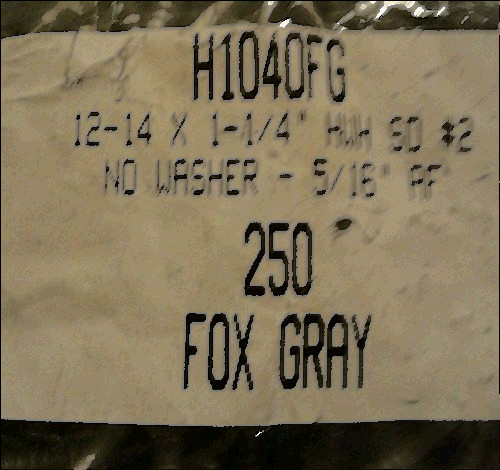 H1040FG
12-14 X 1-1/4" HWH SD #2
NO WASHER - 5/16" AF
250
FOX GRAY